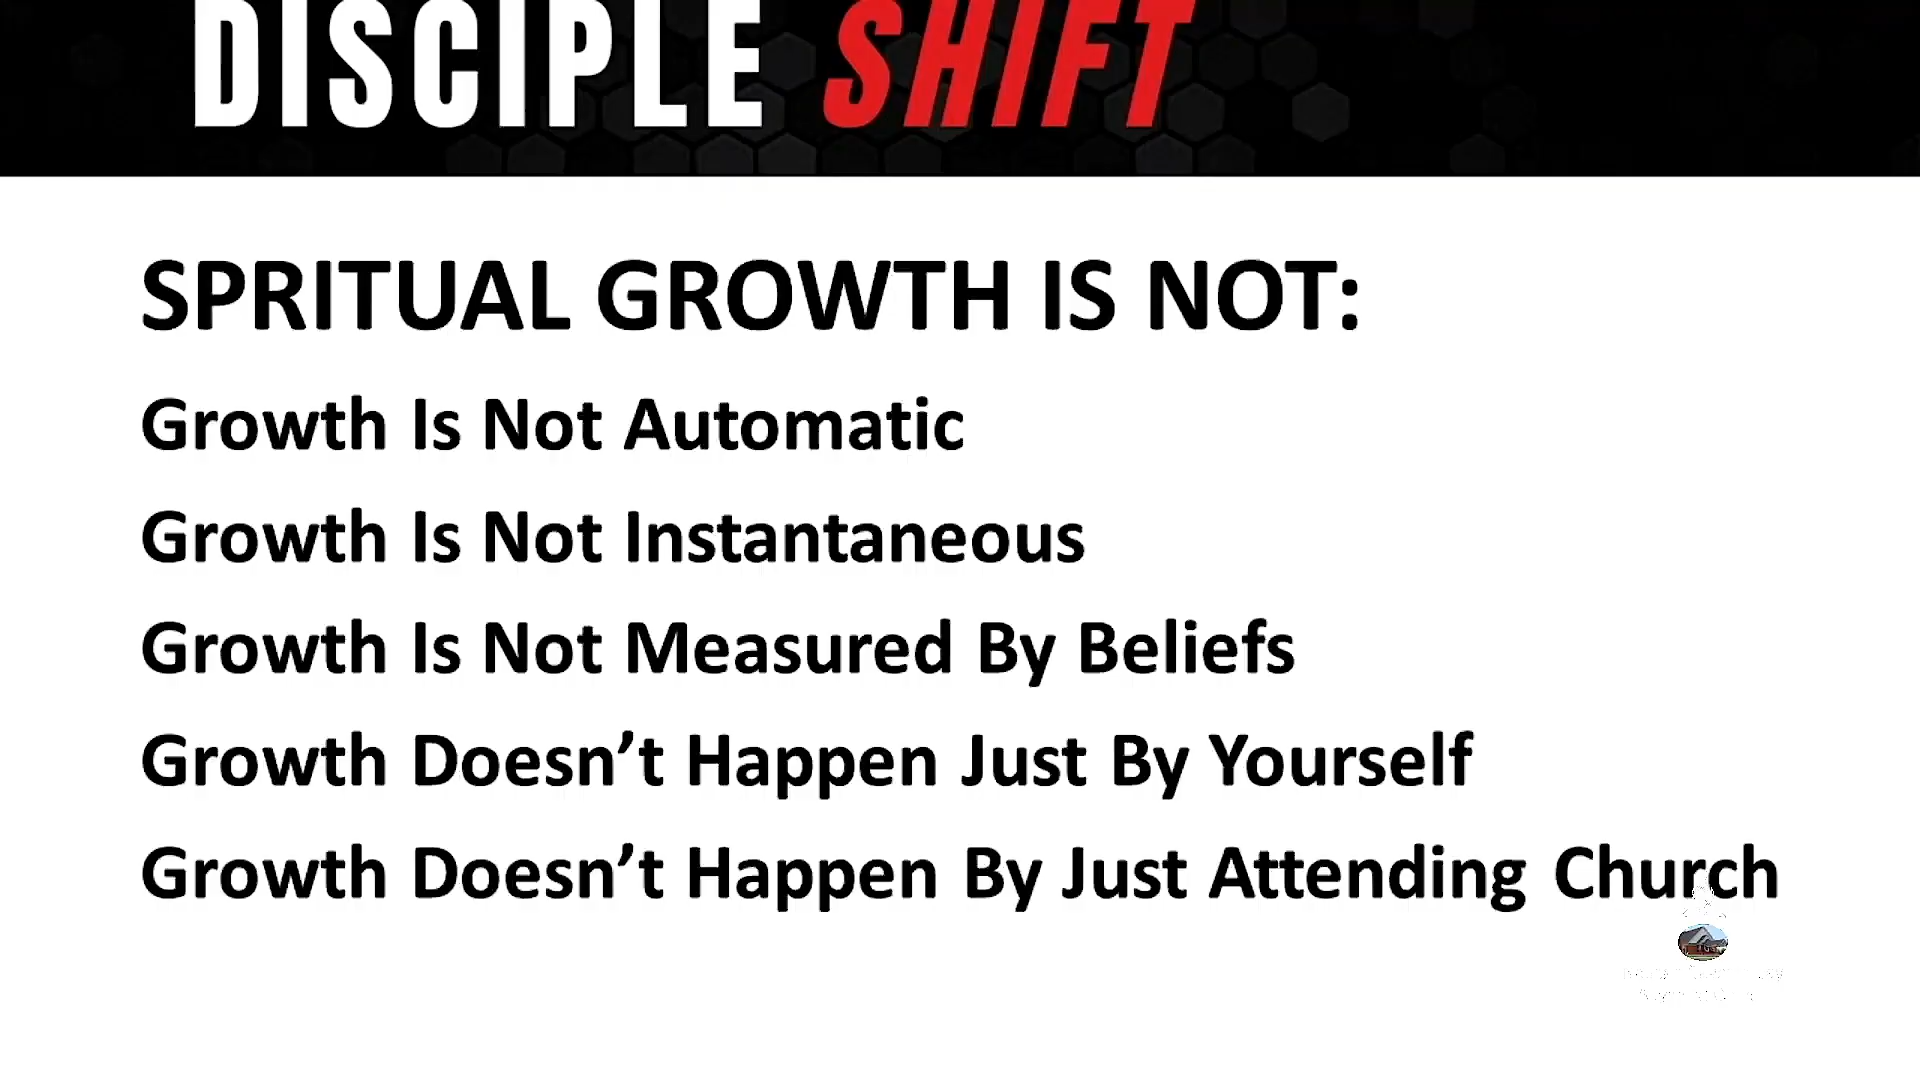 DISCIPLE SHIFT
SPRITUAL GROWTH IS NOT:
Growth Is Not Automatic
Growth Is Not Instantaneous
Growth Is Not Measured By Beliefs
Growth Doesn’t Happen Just By Yourself
Growth Doesn’t Happen By Just Attending Church